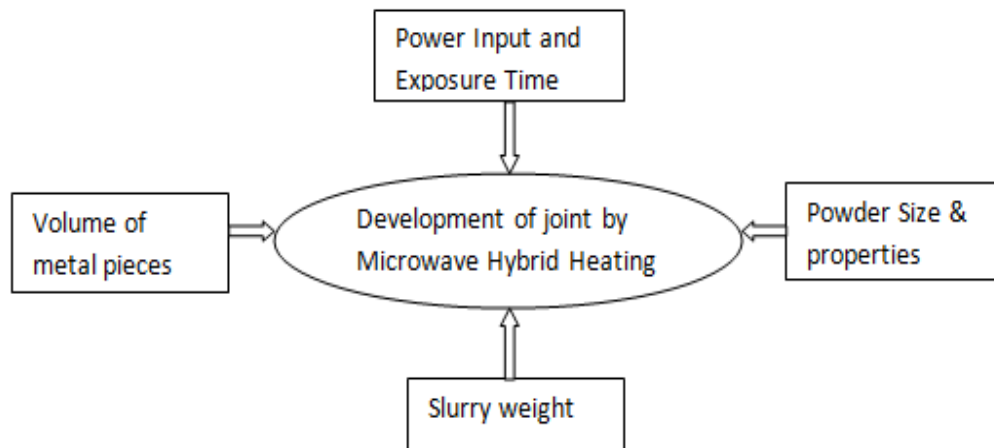 Power Input and
Exposure Time
Volume of
metal pieces
Development of joint by
Microwave Hybrid Heating
Powder Size &
properties
Slurry weight